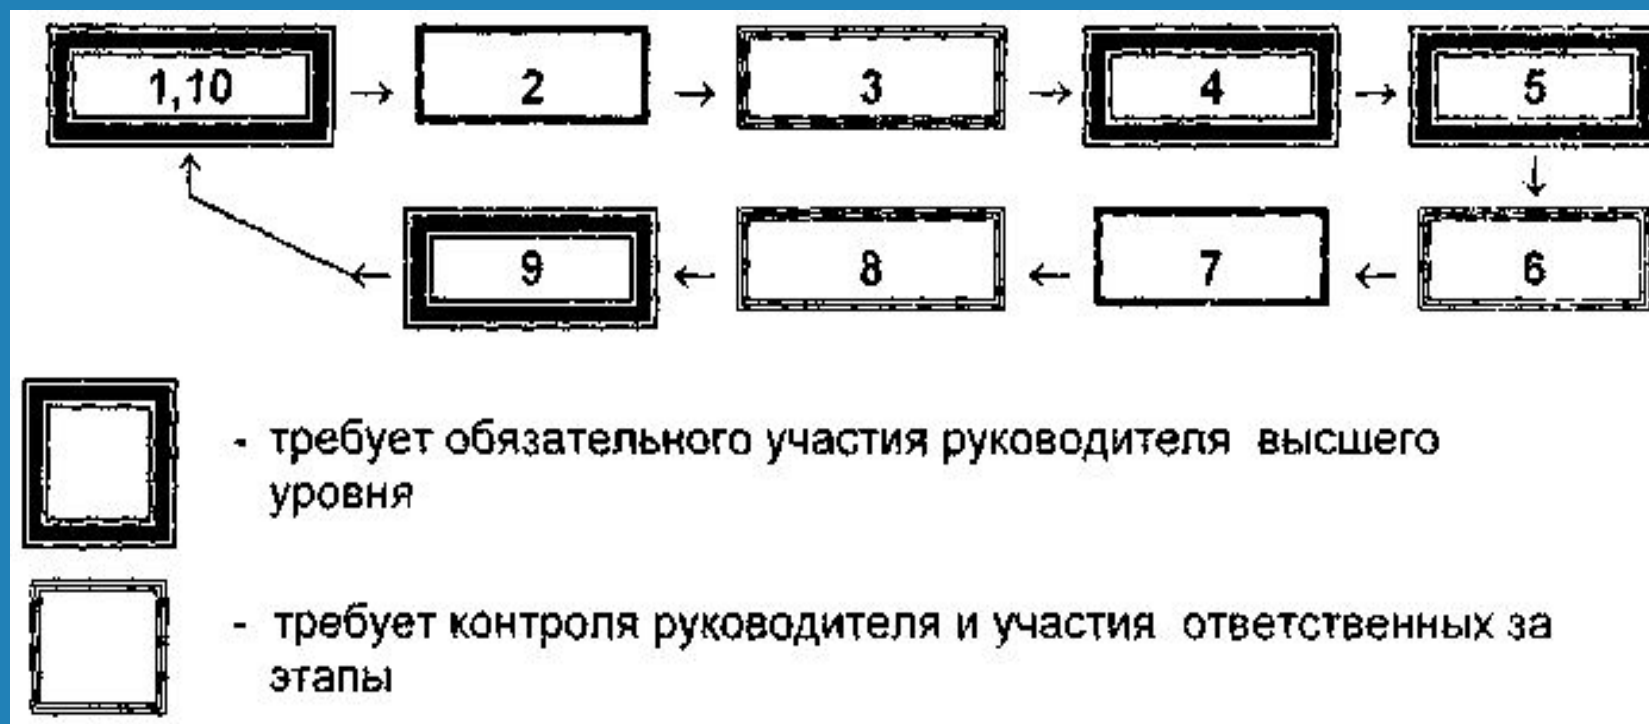 1,10 → 2 → 3 → 4 → 5
↓
← 9 ← 8 ← 7 ← 6
- требует обязательного участия руководителя высшего
уровня
- требует контроля руководителя и участия ответственных за
этапы